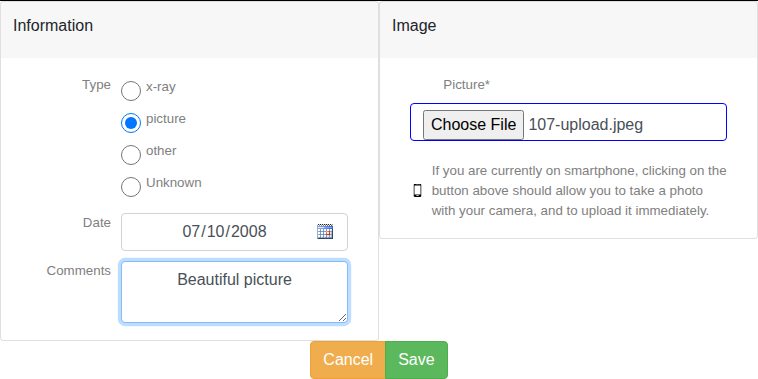 Information
Type
x-ray
picture
other
Unknown
Date
07/10/2008
Comments
Beautiful picture
Image
Picture*
Choose File 107-upload.jpeg
If you are currently on smartphone, clicking on the
button above should allow you to take a photo
with your camera, and to upload it immediately.
Cancel
Save